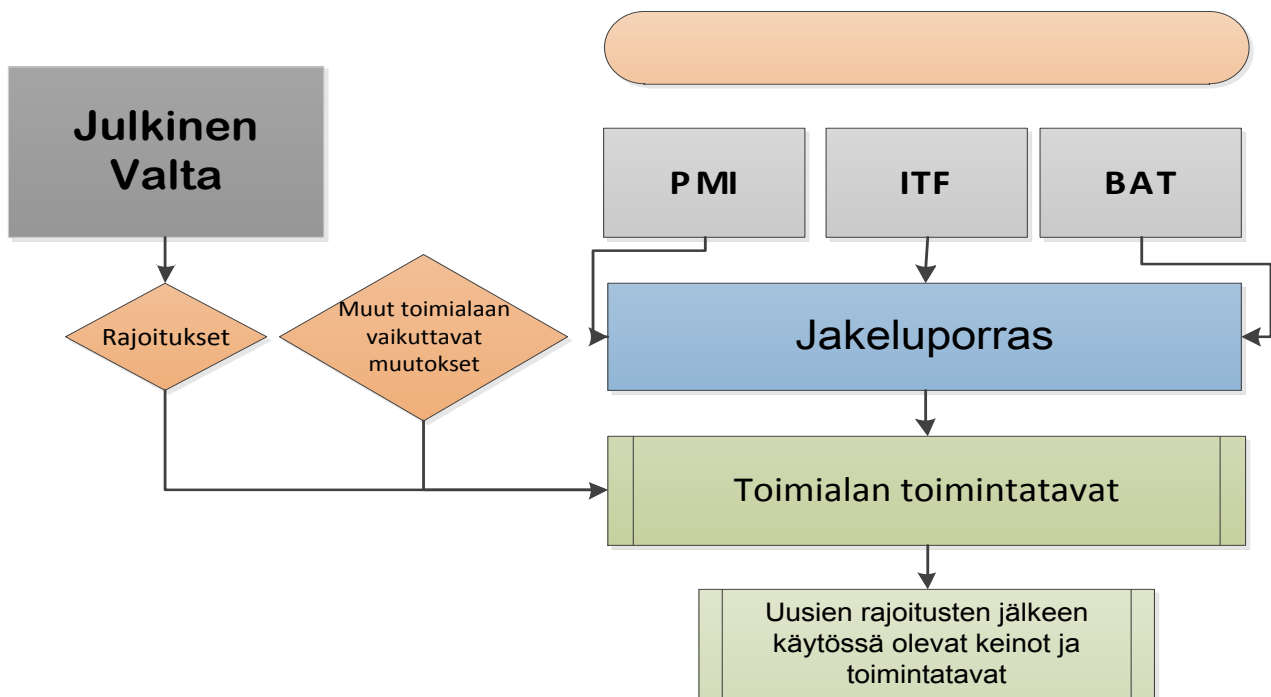 Julkinen
Valta
PMI
ITF
BAT
Rajoitukset
Muut toimialaan
vaikuttavat
muutokset
Jakeluporras
Toimialan toimintatavat
Uusien rajoitusten jälkeen
käytössä olevat keinot ja
toimintatavat